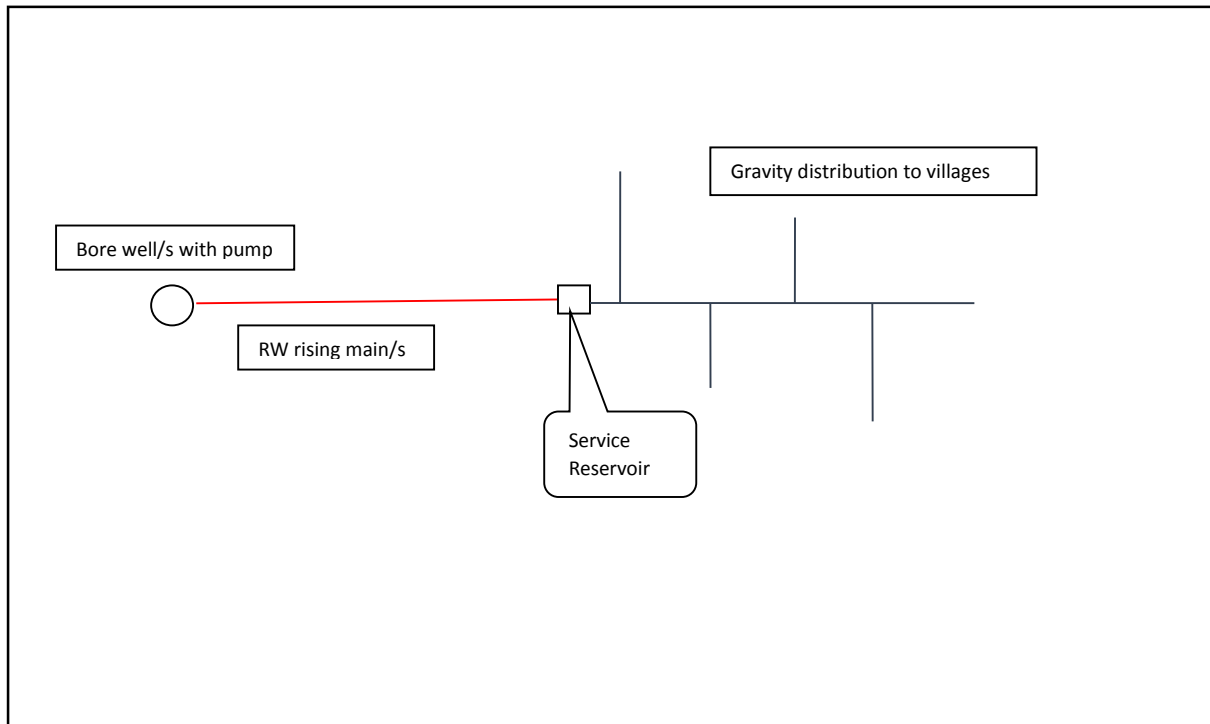 Gravity distribution to villages
Bore well/s with pump
RW rising main/s
Service
Reservoir